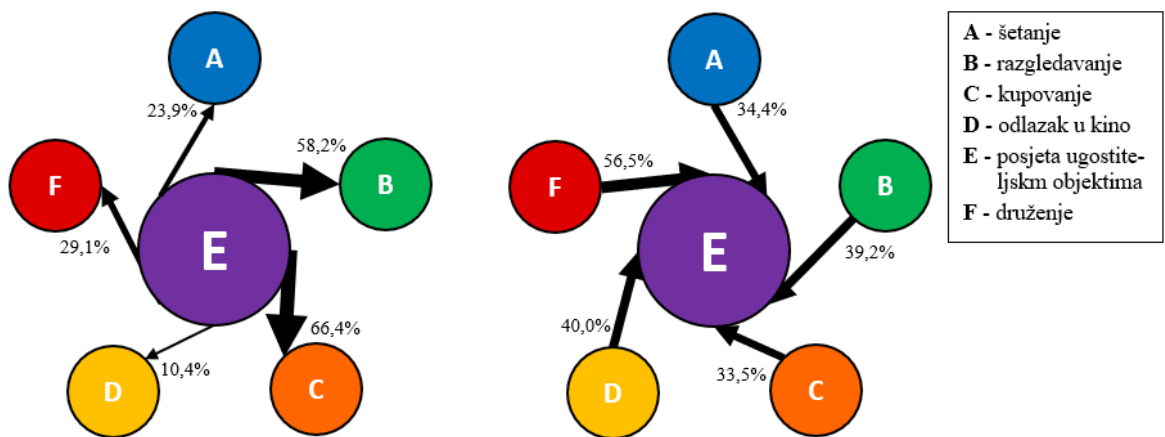 A
23,9%
58,2%
F
B
E
29,1%
66,4%
D
10,4%
C
A
34,4%
F
56,5%
B
E
39,2%
40,0%
D
33,5%
C
A - šetanje
B - razgledavanje
C - kupovanje
D - odlazak u kino
E - posjeta ugostite-
ljskm objektima
F - druženje